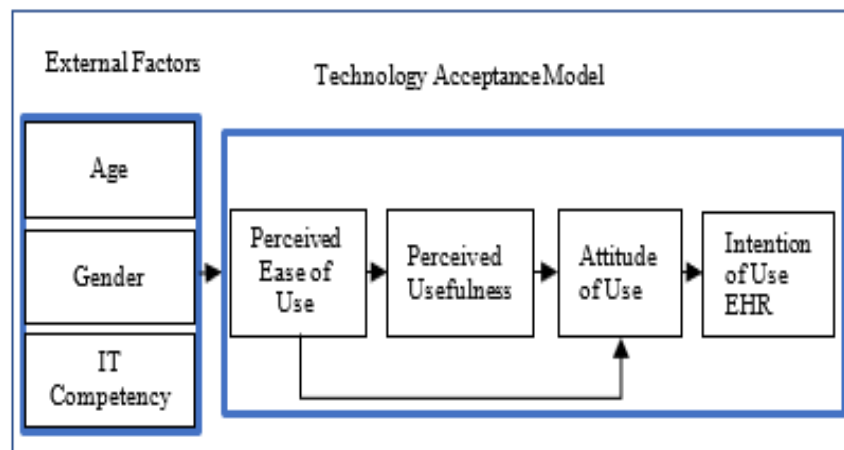 External Factors
Technology Acceptance Model
Age
Gender
IT
Competency
Perceived
Ease of
Use
Perceived
Usefulness
Attitude
of Use
Intention
of Use
EHR